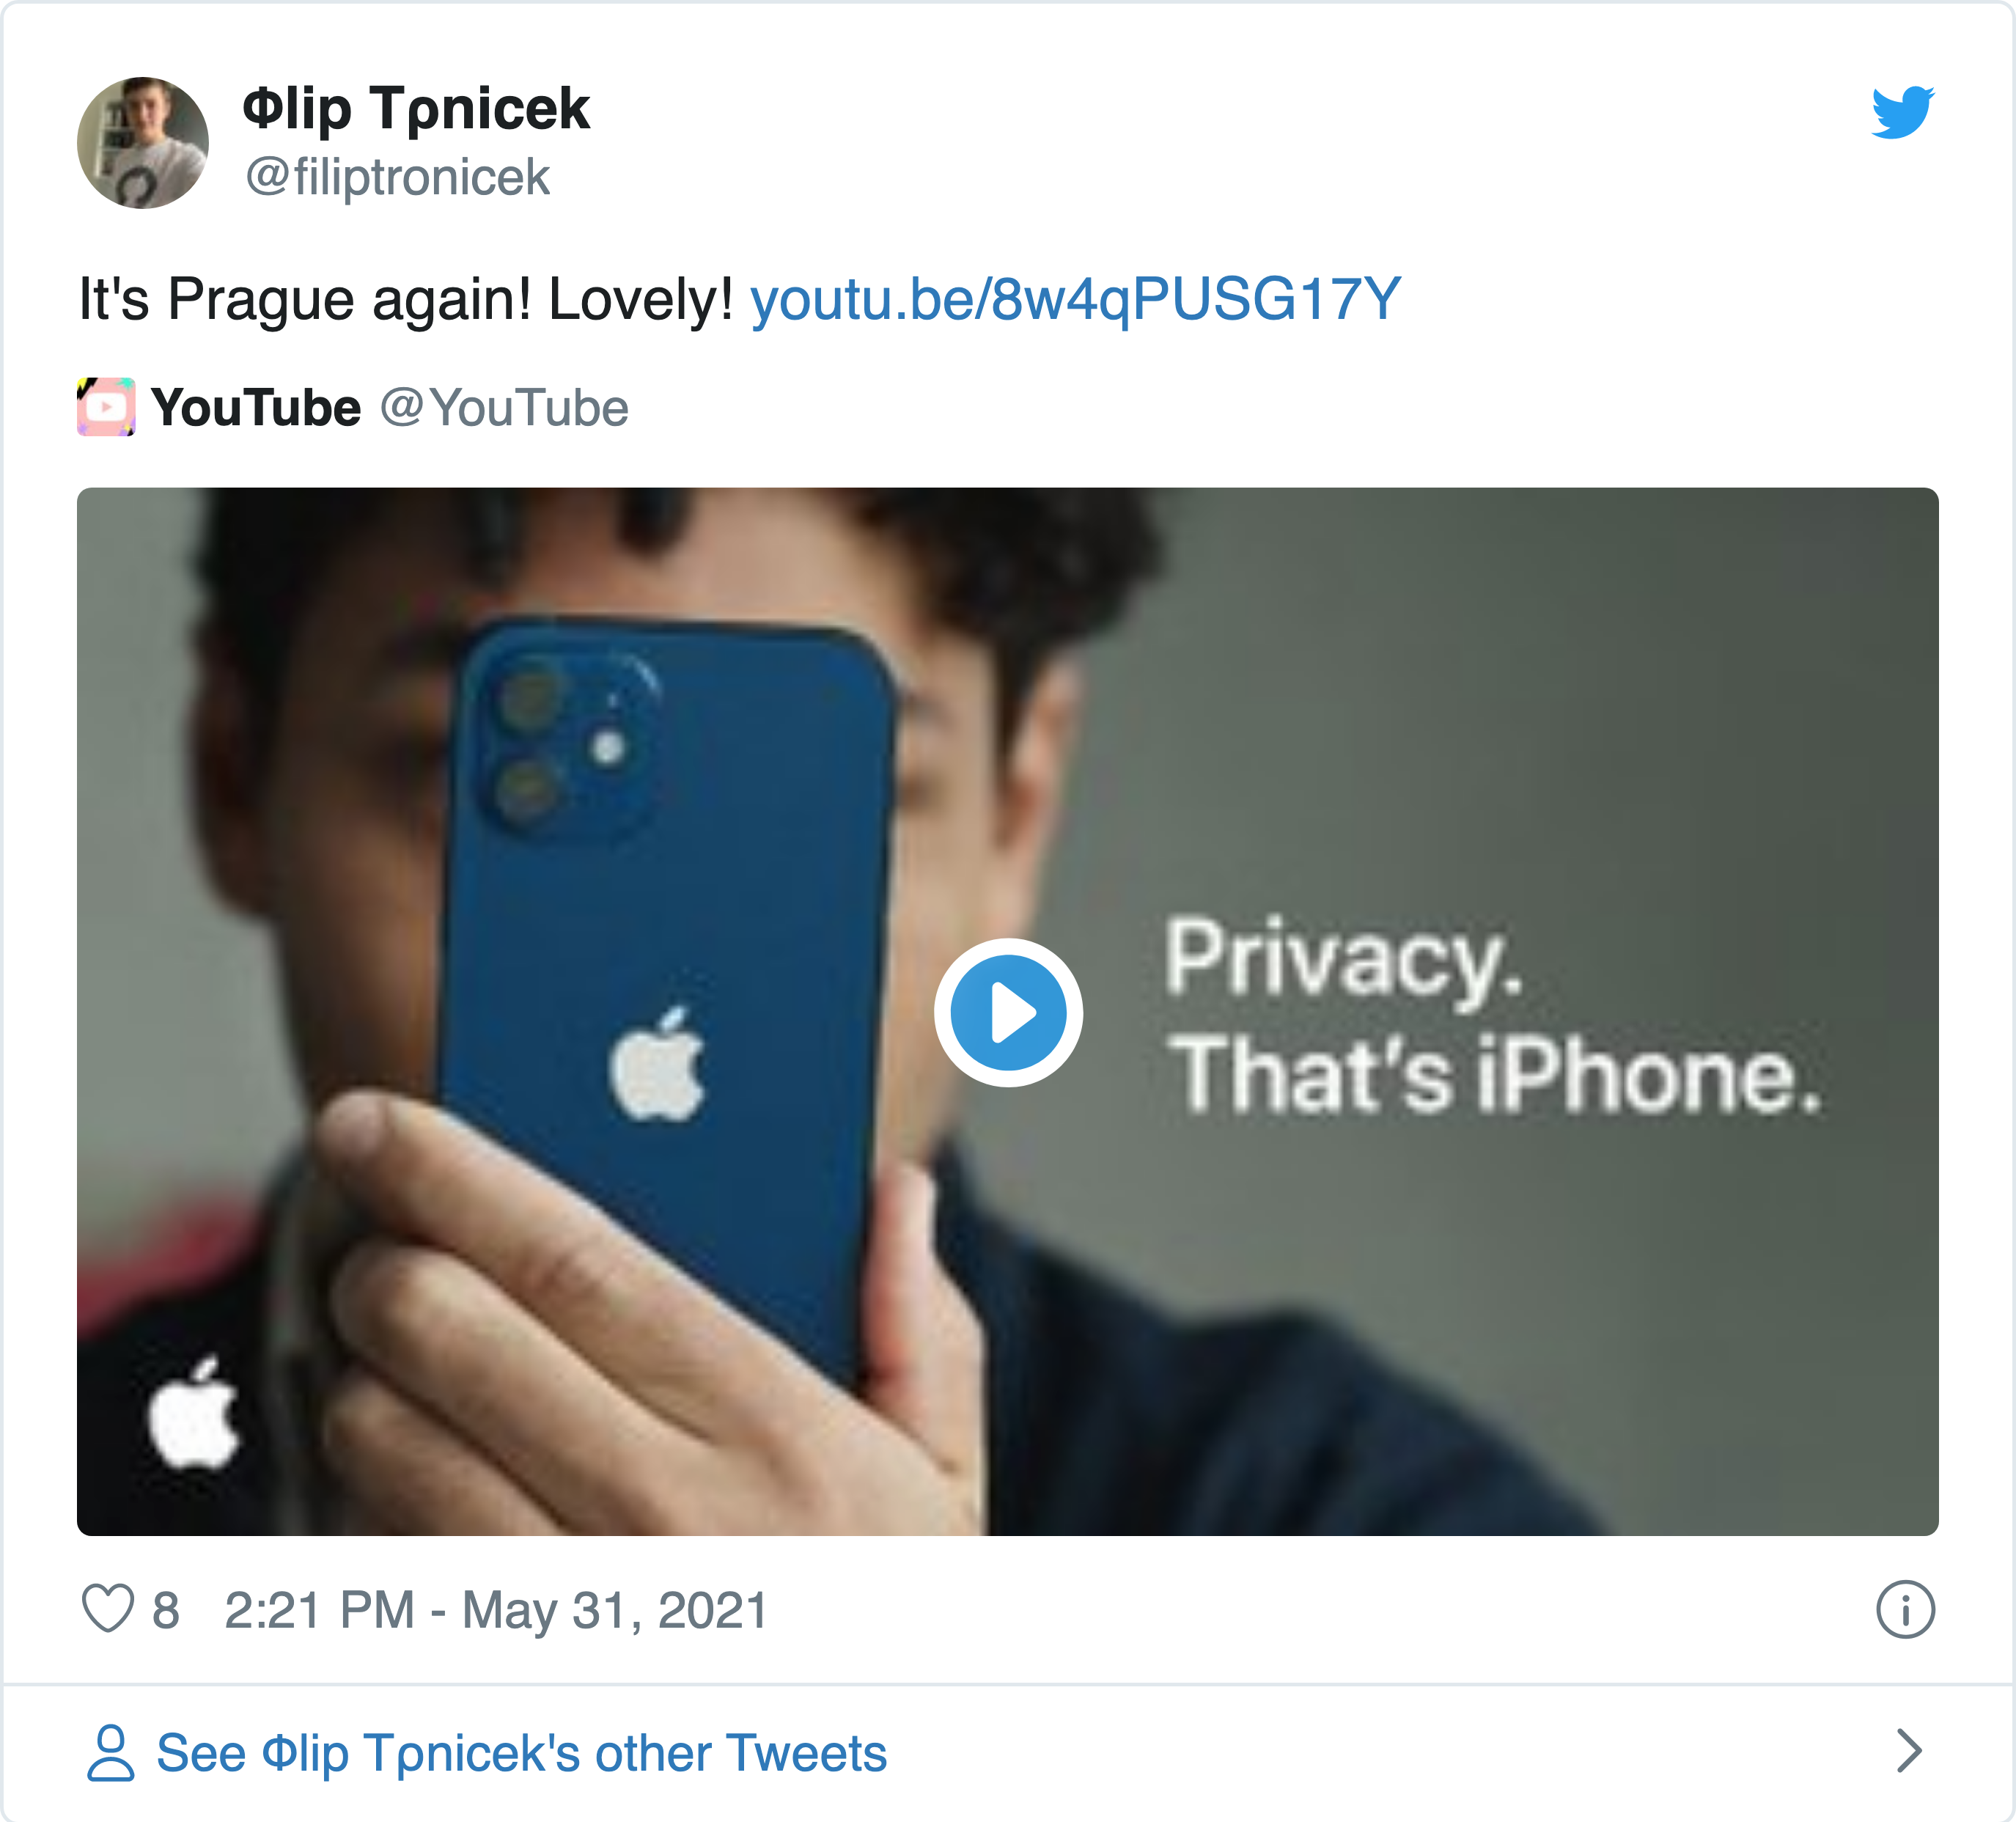 Φlip Tρnicek
@filiptronicek
It's Prague again! Lovely! youtu.be/8w4qPUSG17Y
YouTube @YouTube
Privacy.
That's iPhone.
8 2:21 PM - May 31, 2021
See Φlip Tρnicek's other Tweets